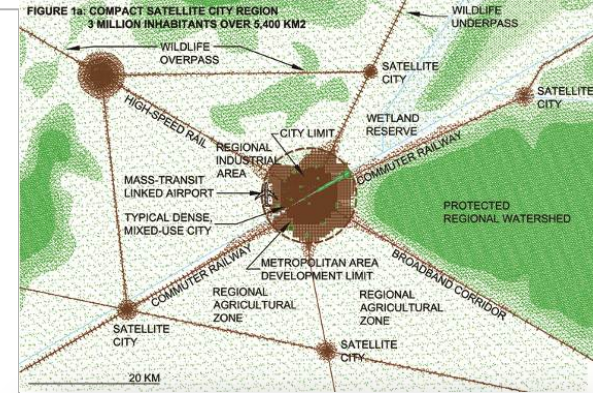 FIGURE 1a: COMPACT SATELLITE CITY REGION
3 MILLION INHABITANTS OVER 5,400 KM2
WILDLIFE
UNDERPASS
WILDLIFE
OVERPASS
SATELLITE
CITY
SATELLITE
CITY
HIGH-SPEED RAIL
WETLAND
RESERVE
CITY LIMIT
REGIONAL
INDUSTRIAL
AREA
COMMUTER RAILWAY
MASS-TRANSIT
LINKED AIRPORT
PROTECTED
REGIONAL WATERSHED
TYPICAL DENSE,
MIXED-USE CITY
METROPOLITAN AREA
DEVELOPMENT LIMIT
COMMUTER RAILWAY
BROADBAND CORRIDOR
REGIONAL
AGRICULTURAL
ZONE
REGIONAL
AGRICULTURAL
ZONE
SATELLITE
CITY
SATELLITE
CITY
20 KM